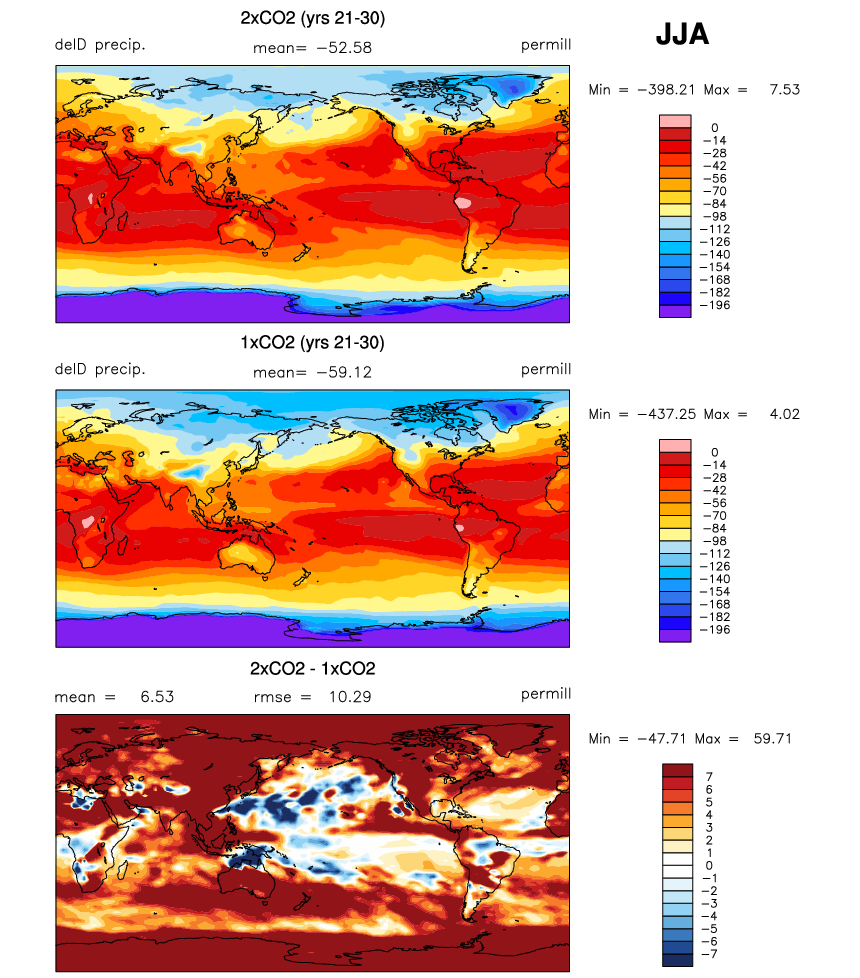 2xCO2 (yrs 21-30)
JJA
delD precip.
mean= −52.58
permill
Min = −398.21 Max = 7.53
0
−14
−28
−42
−56
−70
−84
−98
−112
−126
−140
−154
−168
−182
−196
1xCO2 (yrs 21-30)
delD precip.
mean= −59.12
permill
Min = −437.25 Max = 4.02
0
−14
−28
−42
−56
−70
−84
−98
−112
−126
−140
−154
−168
−182
−196
2xCO2 - 1xCO2
mean = 6.53
rmse = 10.29
permill
Min = −47.71 Max = 59.71
7
6
5
4
3
2
1
0
−1
−2
−3
−4
−5
−6
−7